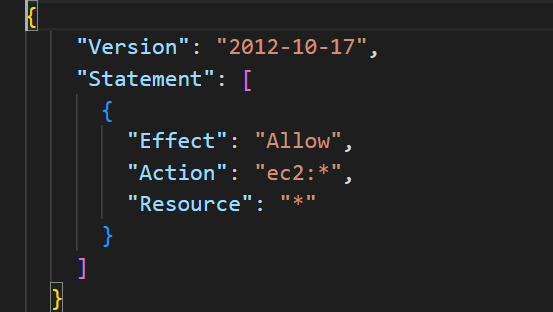 {
"Version": "2012-10-17",
"Statement": [
{
"Effect": "Allow",
"Action": "ec2:*",
"Resource": "*"
}
]
}